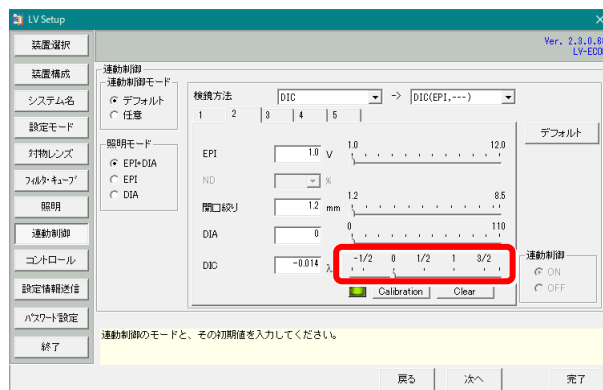 LV Setup
Ver. 2.3.0.6
LV-ECO
装置選択
装置構成
システム名
設定モード
対物レンズ
フィルタ・キューブ
照明
連動制御
コントロール
設定情報送信
パスワード設定
終了
連動制御
連動制御モード
デフォルト
任意
照明モード
EPI+DIA
EPI
DIA
検鏡方法 DIC -> DIC(EPI,---)
1 2 3 4 5
デフォルト
EPI 1.0 V 1.0 12.0
ND %
開口絞り 1.2 mm 1.2 8.5
DIA 0 0 110
DIC -0.014 λ -1/2 0 1/2 1 3/2
Calibration Clear
連動制御
ON
OFF
連動制御のモードと、その初期値を入力してください。
戻る 次へ 完了